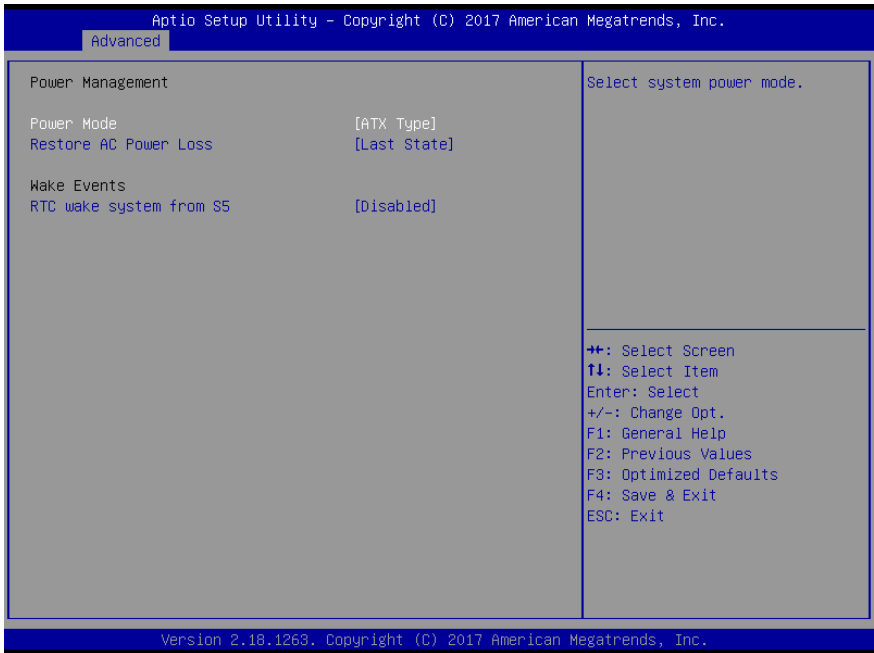 Aptio Setup Utility – Copyright (C) 2017 American Megatrends, Inc.
Advanced
Power Management
Power Mode [ATX Type]
Restore AC Power Loss [Last State]
Wake Events
RTC wake system from S5 [Disabled]
Select system power mode.
→←: Select Screen
↑↓: Select Item
Enter: Select
+/-: Change Opt.
F1: General Help
F2: Previous Values
F3: Optimized Defaults
F4: Save & Exit
ESC: Exit
Version 2.18.1263. Copyright (C) 2017 American Megatrends, Inc.